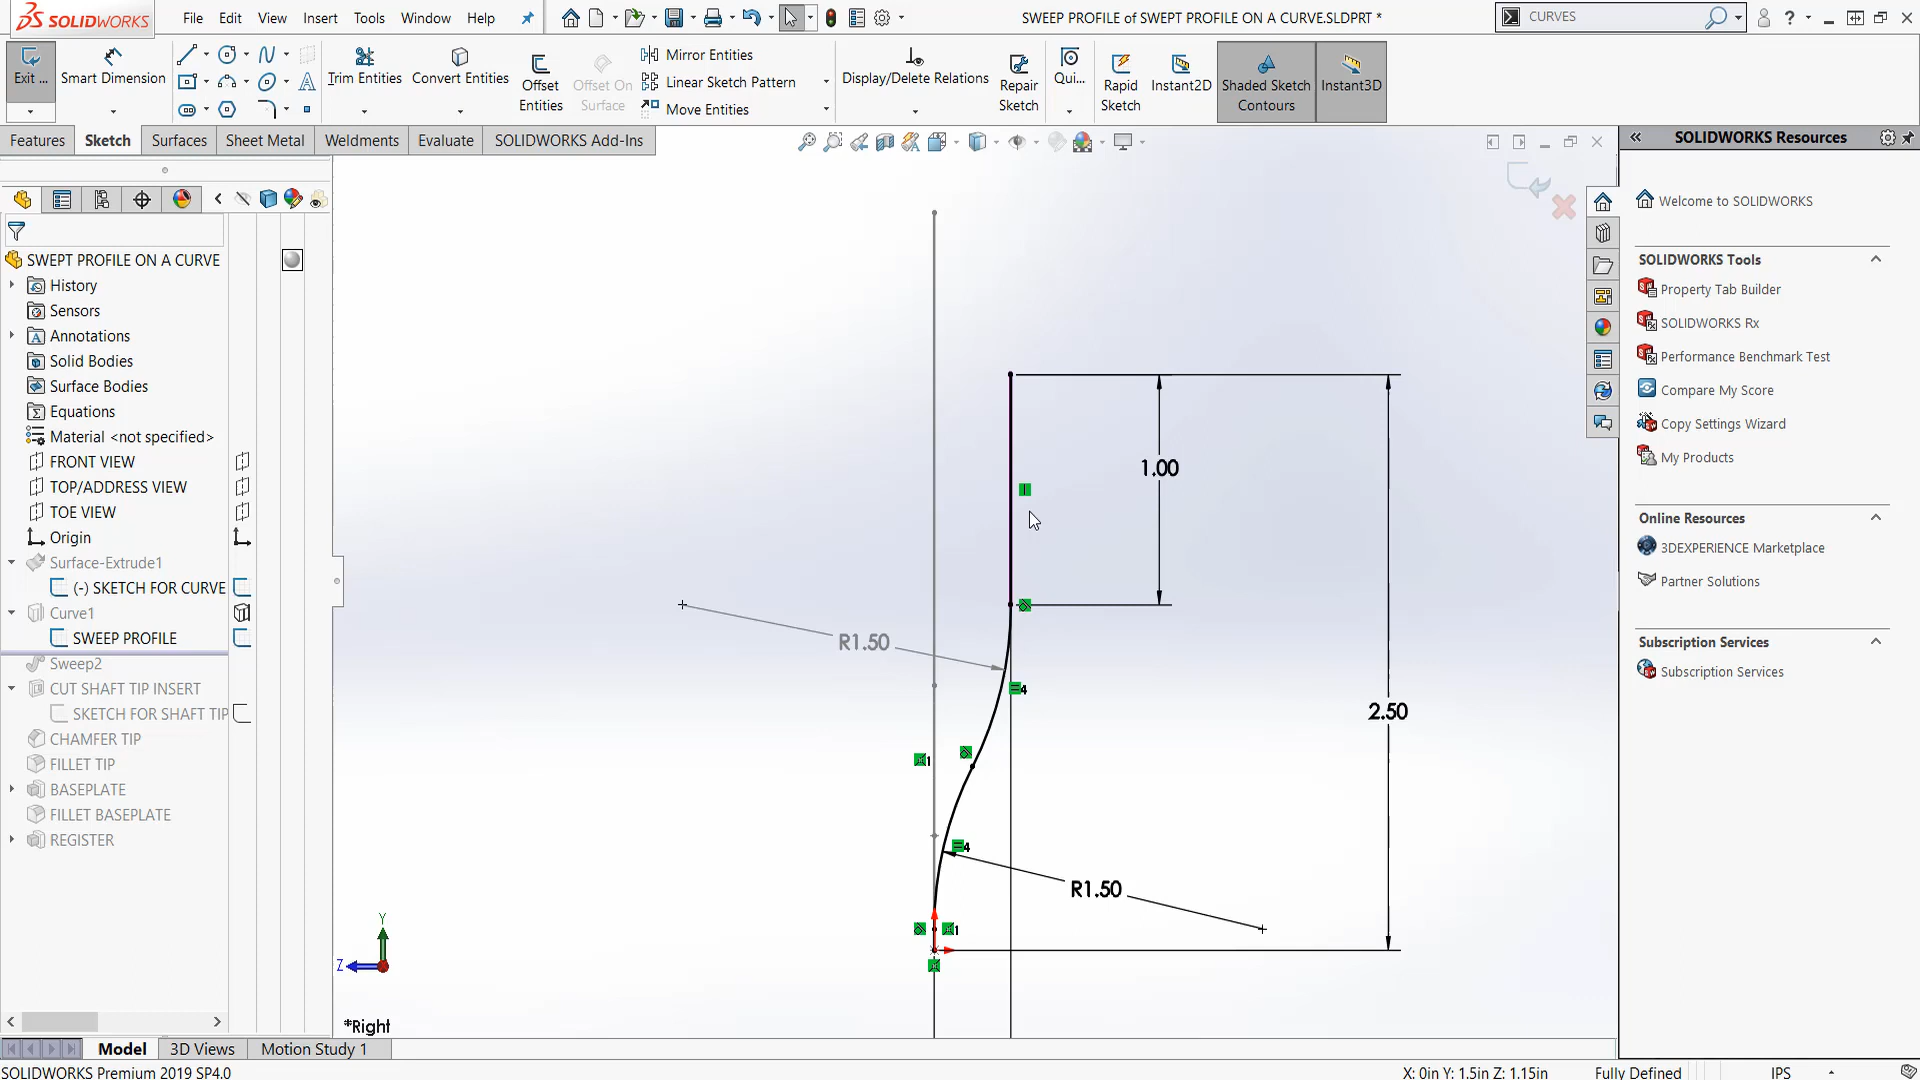 SOLIDWORKS
File Edit View Insert Tools Window Help
SWEEP PROFILE of SWEPT PROFILE ON A CURVE.SLDPRT *
CURVES
Exit ...
Smart Dimension
Trim Entities
Convert Entities
Offset Entities
Offset On Surface
Mirror Entities
Linear Sketch Pattern
Move Entities
Display/Delete Relations
Repair Sketch
Qui...
Rapid Sketch
Instant2D
Shaded Sketch Contours
Instant3D
Features Sketch Surfaces Sheet Metal Weldments Evaluate SOLIDWORKS Add-Ins
SWEPT PROFILE ON A CURVE
History
Sensors
Annotations
Solid Bodies
Surface Bodies
Equations
Material <not specified>
FRONT VIEW
TOP/ADDRESS VIEW
TOE VIEW
Origin
Surface-Extrude1
(-) SKETCH FOR CURVE
Curve1
SWEEP PROFILE
Sweep2
CUT SHAFT TIP INSERT
SKETCH FOR SHAFT TIP
CHAMFER TIP
FILLET TIP
BASEPLATE
FILLET BASEPLATE
REGISTER
1.00
R1.50
4
2.50
1
4
R1.50
1
Y
Z
*Right
SOLIDWORKS Resources
Welcome to SOLIDWORKS
SOLIDWORKS Tools
Property Tab Builder
SOLIDWORKS Rx
Performance Benchmark Test
Compare My Score
Copy Settings Wizard
My Products
Online Resources
3DEXPERIENCE Marketplace
Partner Solutions
Subscription Services
Subscription Services
Model 3D Views Motion Study 1
SOLIDWORKS Premium 2019 SP4.0
X: 0in Y: 1.5in Z: 1.15in Fully Defined IPS